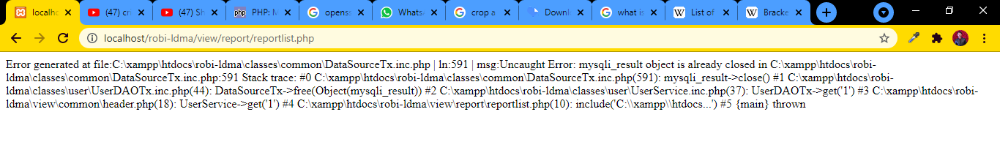 localho
(47) cri
(47) Sh
PHP: M
openss
WhatsA
crop a
Downl
what is
List of
Bracke
localhost/robi-ldma/view/report/reportlist.php
Error generated at file:C:\xampp\htdocs\robi-ldma\classes\common\DataSourceTx.inc.php | ln:591 | msg:Uncaught Error: mysqli_result object is already closed in C:\xampp\htdocs\robi-
ldma\classes\common\DataSourceTx.inc.php:591 Stack trace: #0 C:\xampp\htdocs\robi-ldma\classes\common\DataSourceTx.inc.php(591): mysqli_result->close() #1 C:\xampp\htdocs\robi-
ldma\classes\user\UserDAOTx.inc.php(44): DataSourceTx->free(Object(mysqli_result)) #2 C:\xampp\htdocs\robi-ldma\classes\user\UserService.inc.php(37): UserDAOTx->get('1') #3 C:\xampp\htdocs\robi-
ldma\view\common\header.php(18): UserService->get('1') #4 C:\xampp\htdocs\robi-ldma\view\report\reportlist.php(10): include('C:\\xampp\\htdocs...') #5 {main} thrown